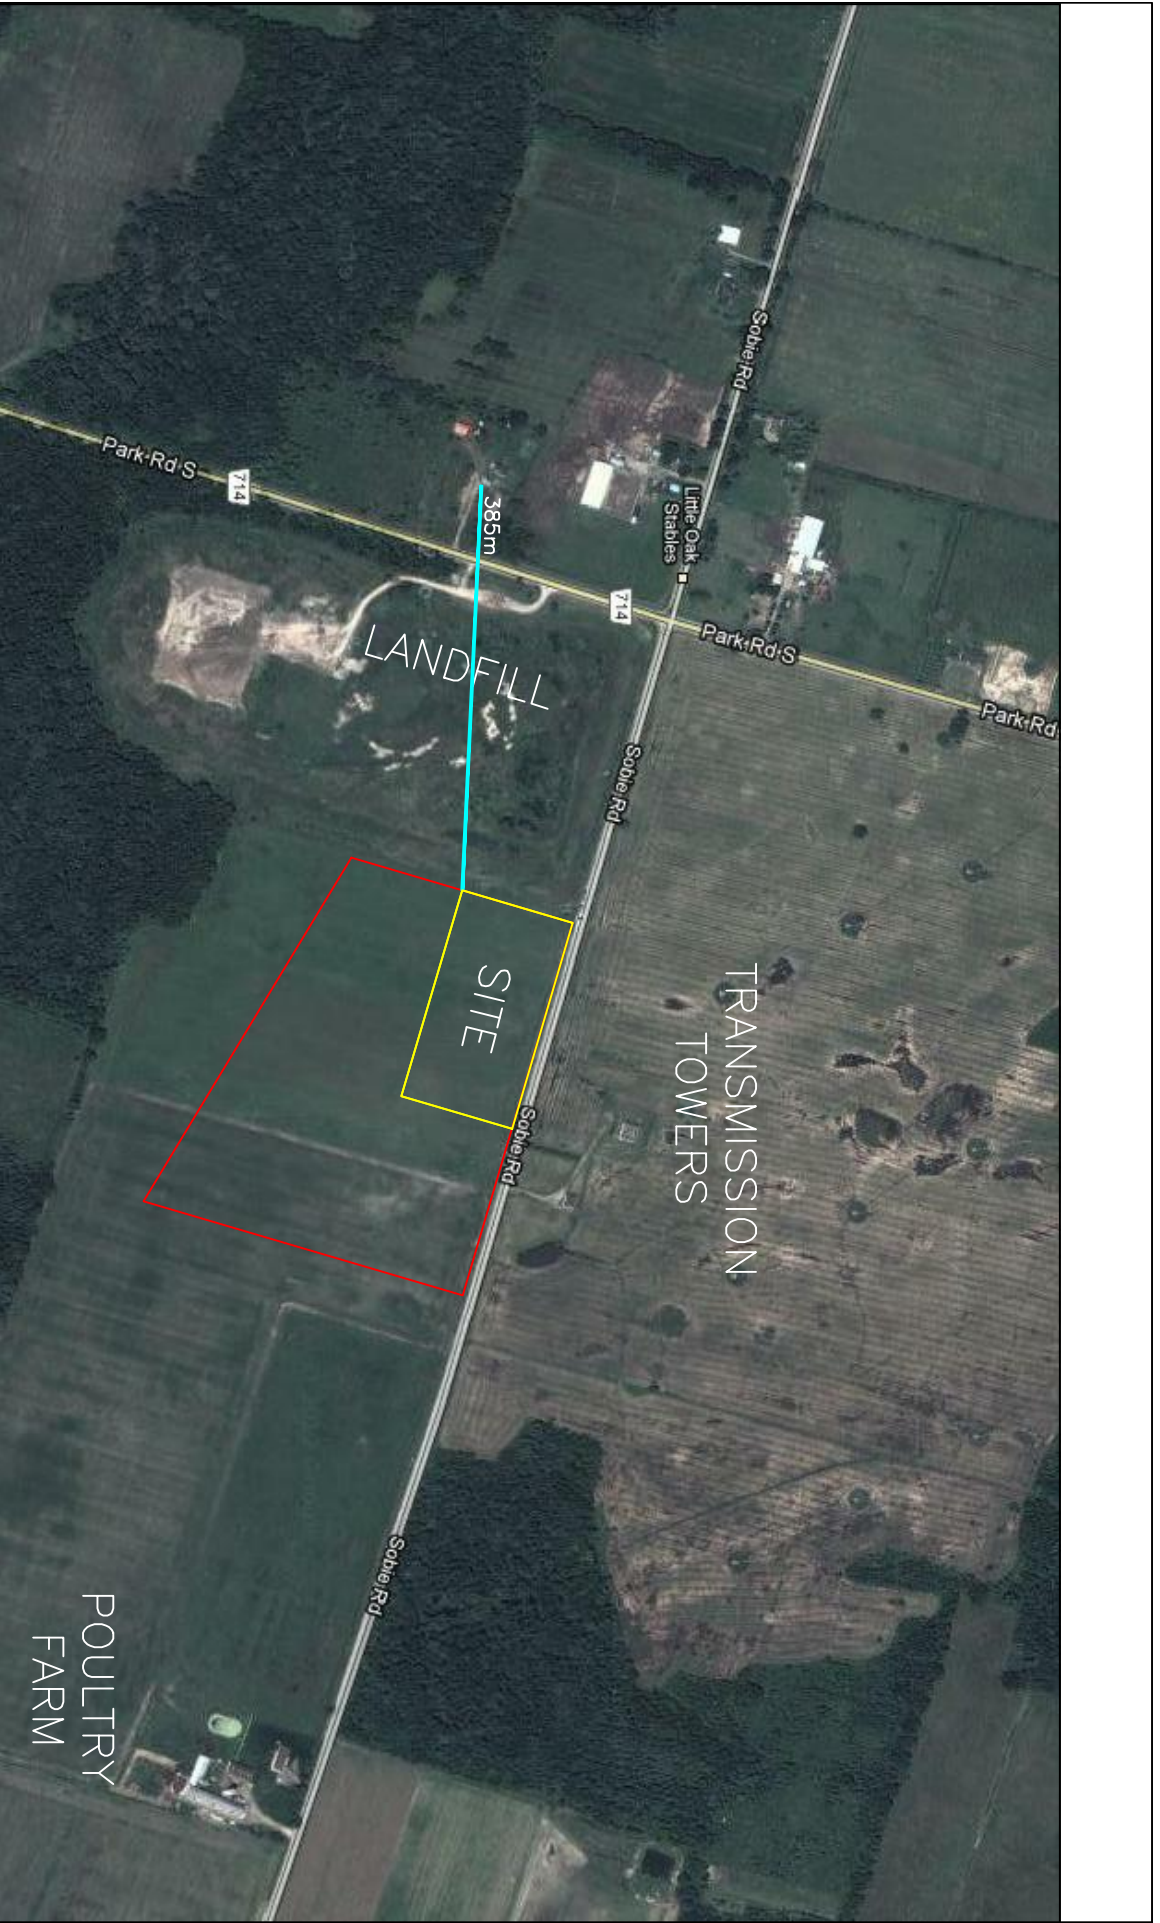 Sobie Rd
Park Rd S
714
385m
Little Oak
Stables
714
Park Rd S
Park Rd
LANDFILL
Sobie Rd
SITE
TRANSMISSION
TOWERS
Sobie Rd
Sobie Rd
POULTRY
FARM